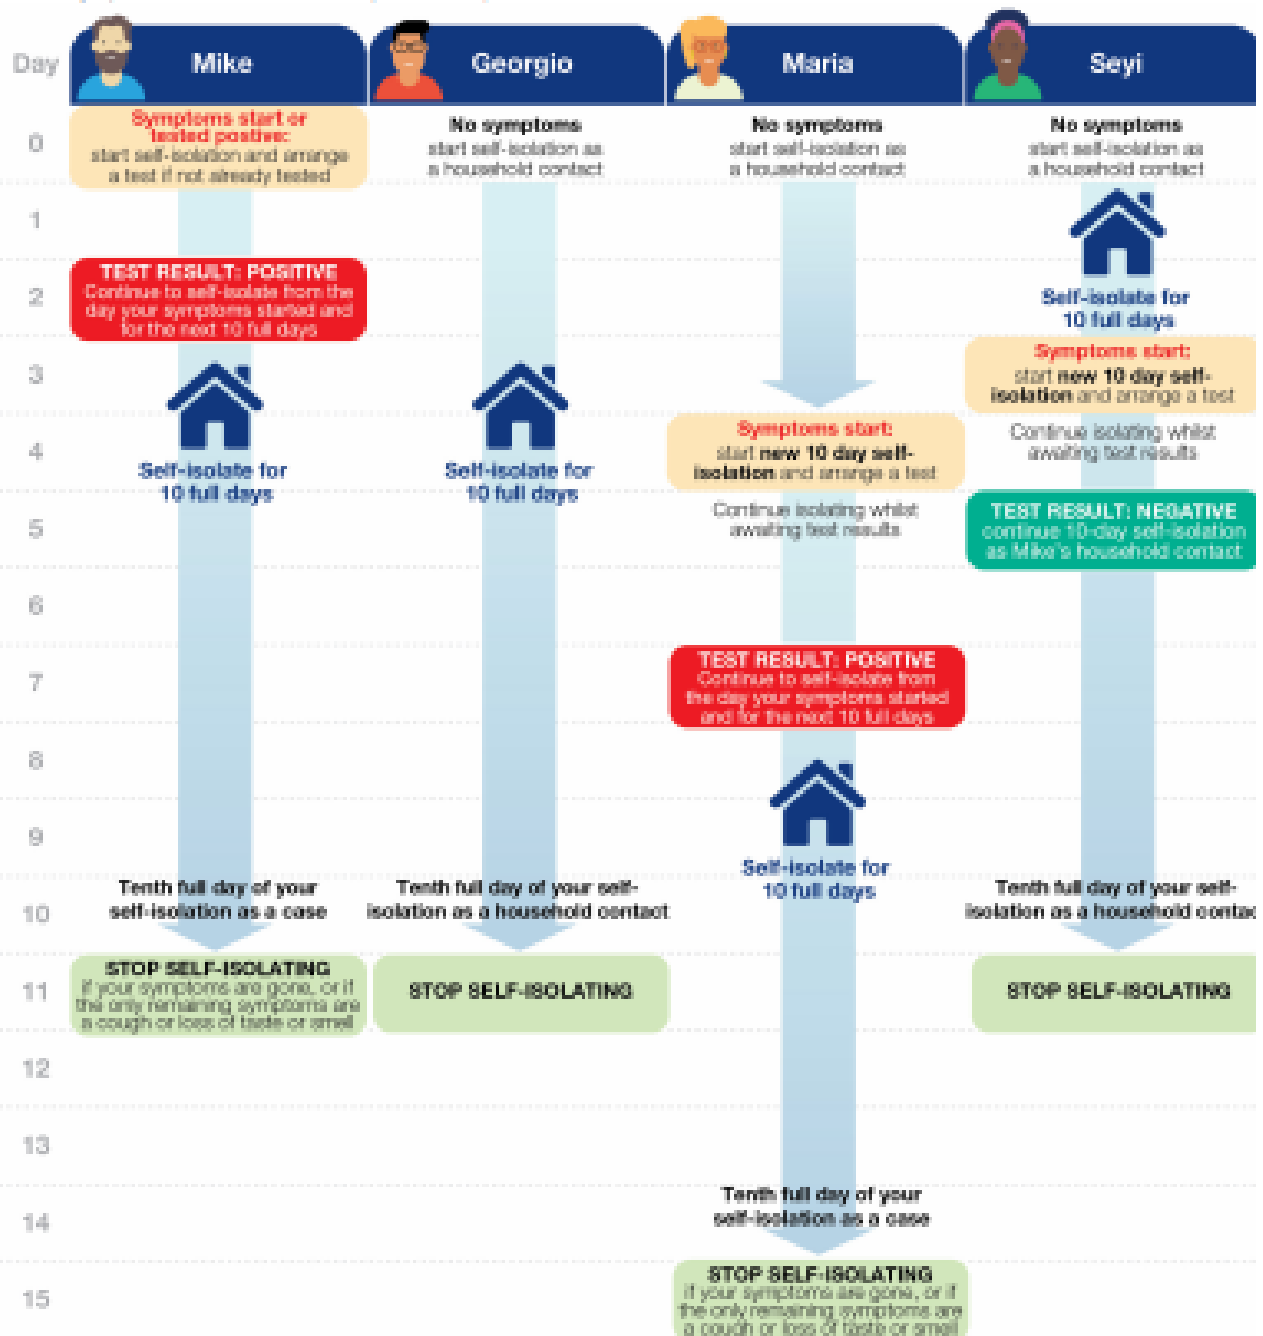 Day
Mike
Georgio
Maria
Seyi
0
Symptoms start or
tested postive:
start self-isolation and arrange
a test if not already tested
No symptoms
start self-isolation as
a household contact
No symptoms
start self-isolation as
a household contact
No symptoms
start self-isolation as
a household contact
1
2
TEST RESULT: POSITIVE
Continue to self-isolate from the
day your symptoms started and
for the next 10 full days
Self-isolate for
10 full days
3
Symptoms start:
start new 10 day self-
isolation and arrange a test
4
Self-isolate for
10 full days
Self-isolate for
10 full days
Symptoms start:
start new 10 day self-
isolation and arrange a test
Continue isolating whilst
awaiting test results
5
Continue isolating whilst
awaiting test results
TEST RESULT: NEGATIVE
continue 10-day self-isolation
as Mike's household contact
6
7
TEST RESULT: POSITIVE
Continue to self-isolate from
the day your symptoms started
and for the next 10 full days
8
9
Self-isolate for
10 full days
10
Tenth full day of your
self-isolation as a case
Tenth full day of your self-
isolation as a household contact
Tenth full day of your self-
isolation as a household contac
11
STOP SELF-ISOLATING
if your symptoms are gone, or if
the only remaining symptoms are
a cough or loss of taste or smell
STOP SELF-ISOLATING
STOP SELF-ISOLATING
12
13
14
Tenth full day of your
self-isolation as a case
15
STOP SELF-ISOLATING
if your symptoms are gone, or if
the only remaining symptoms are
a cough or loss of taste or smell